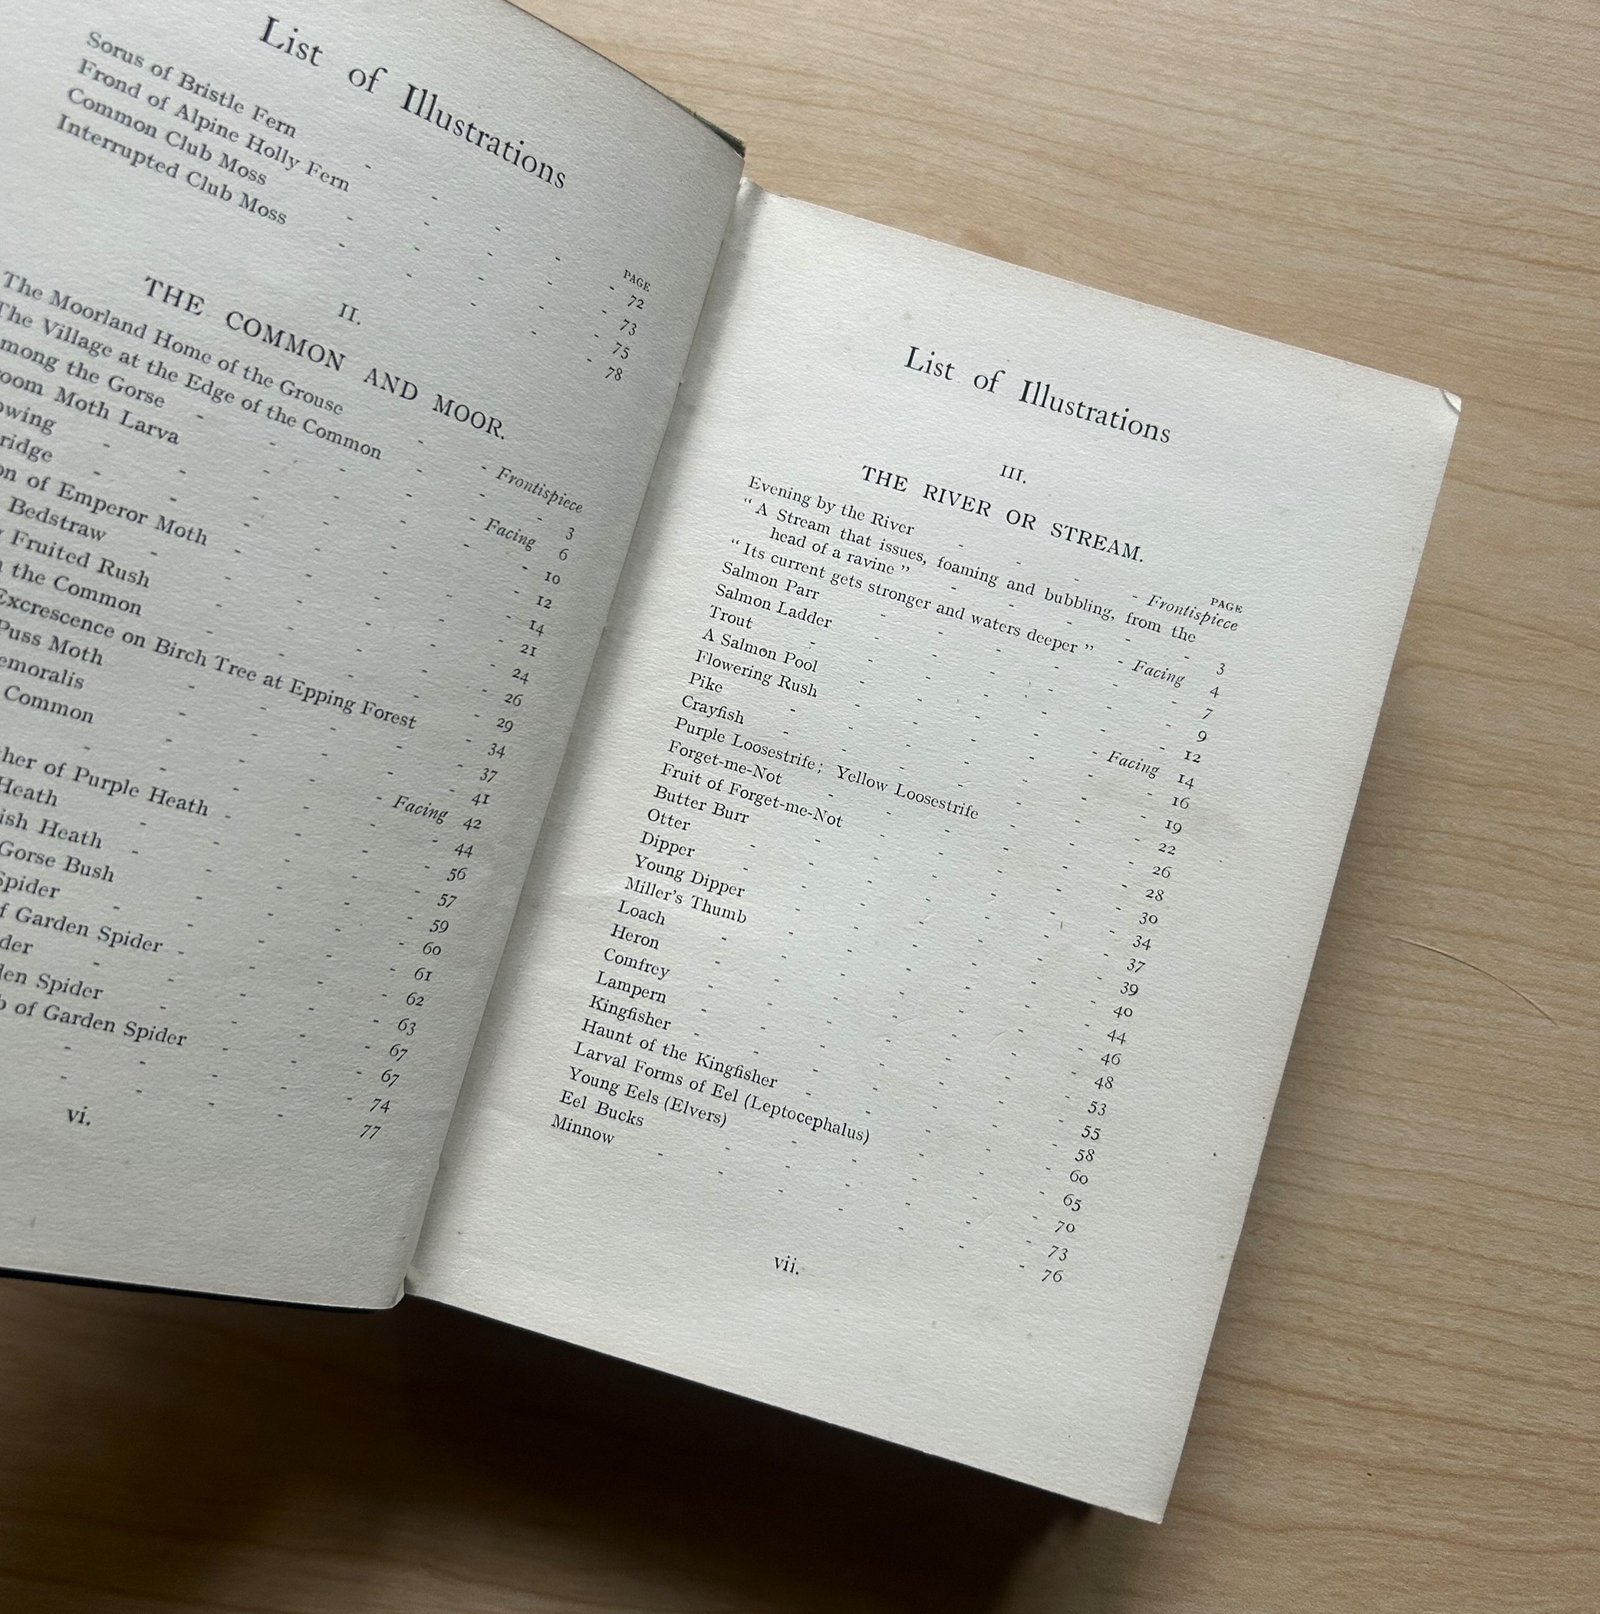 List of Illustrations
PAGE
Sorus of Bristle Fern - - - - - 72
Frond of Alpine Holly Fern - - - - 73
Common Club Moss - - - - - 75
Interrupted Club Moss - - - - - 78
II.
THE COMMON AND MOOR.
The Moorland Home of the Grouse - - - Frontispiece
The Village at the Edge of the Common - - - 3
mong the Gorse - - - - - Facing 6
oom Moth Larva - - - - - 10
owing - - - - - - 12
ridge - - - - - - 14
on of Emperor Moth - - - - - 21
Bedstraw - - - - - - 24
Fruited Rush - - - - - 26
the Common - - - - - 29
Excrescence on Birch Tree at Epping Forest - - 34
Puss Moth - - - - - 37
emoralis - - - - - 41
Common - - - - - Facing 42
- - - - - - 44
her of Purple Heath - - - - 56
Heath - - - - - 57
ish Heath - - - - - 59
Gorse Bush - - - - - 60
Spider - - - - - 61
f Garden Spider - - - - 62
der - - - - - 63
den Spider - - - - - 67
of Garden Spider - - - - 67
- - - - - 74
- - - - - 77
vi.
List of Illustrations
III.
THE RIVER OR STREAM.
PAGE
Evening by the River - - - - Frontispiece
“ A Stream that issues, foaming and bubbling, from the
head of a ravine ” - - - - - 3
“ Its current gets stronger and waters deeper ” - Facing 4
Salmon Parr - - - - - - 7
Salmon Ladder - - - - - - 9
Trout - - - - - - - 12
A Salmon Pool - - - - - Facing 14
Flowering Rush - - - - - - 16
Pike - - - - - - - 19
Crayfish - - - - - - - 22
Purple Loosestrife; Yellow Loosestrife - - - 26
Forget-me-Not - - - - - - 28
Fruit of Forget-me-Not - - - - - 30
Butter Burr - - - - - - 34
Otter - - - - - - - 37
Dipper - - - - - - - 39
Young Dipper - - - - - - 40
Miller's Thumb - - - - - - 44
Loach - - - - - - - 46
Heron - - - - - - - 48
Comfrey - - - - - - - 53
Lampern - - - - - - - 55
Kingfisher - - - - - - - 58
Haunt of the Kingfisher - - - - - 60
Larval Forms of Eel (Leptocephalus) - - - - 65
Young Eels (Elvers) - - - - - 70
Eel Bucks - - - - - - 73
Minnow - - - - - - - 76
vii.